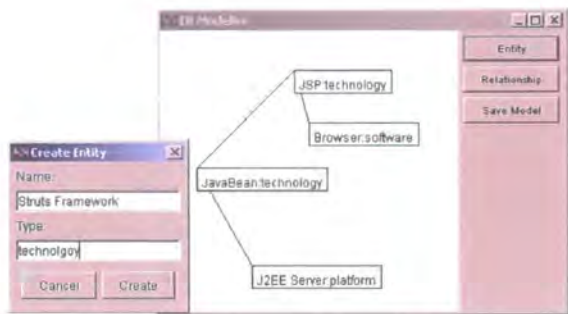 DB Modeller
Entity
Relationship
Save Model
JSP:technology
Browser:software
JavaBean:technology
J2EE Server:platform
Create Entity
Name:
Struts Framework
Type:
technolgoy
Cancel
Create